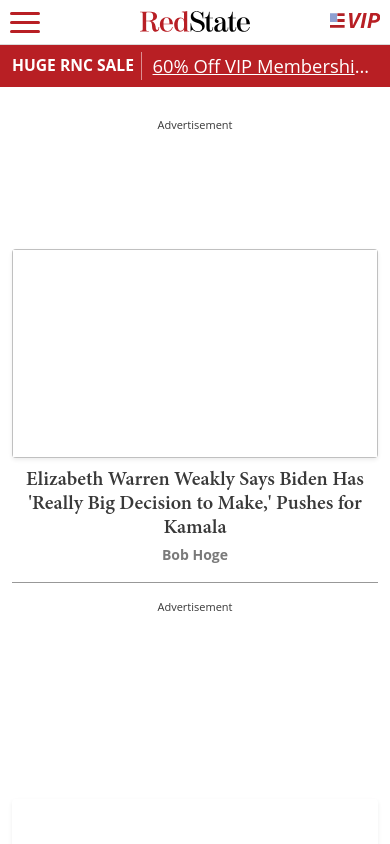 RedState
VIP
HUGE RNC SALE
60% Off VIP Membershi...
Advertisement
Elizabeth Warren Weakly Says Biden Has
'Really Big Decision to Make,' Pushes for
Kamala
Bob Hoge
Advertisement